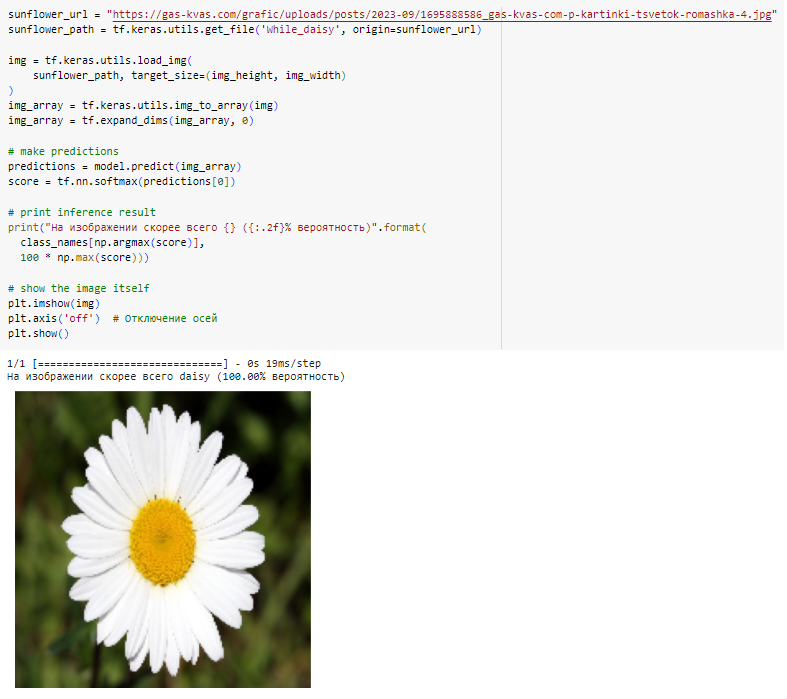 sunflower_url = "https://gas-kvas.com/grafic/uploads/posts/2023-09/1695888586_gas-kvas-com-p-kartinki-tsvetok-romashka-4.jpg"
sunflower_path = tf.keras.utils.get_file('While_daisy', origin=sunflower_url)
img = tf.keras.utils.load_img(
    sunflower_path, target_size=(img_height, img_width)
)
img_array = tf.keras.utils.img_to_array(img)
img_array = tf.expand_dims(img_array, 0)
# make predictions
predictions = model.predict(img_array)
score = tf.nn.softmax(predictions[0])
# print inference result
print("На изображении скорее всего {} ({:.2f}% вероятность)".format(
  class_names[np.argmax(score)],
  100 * np.max(score)))
# show the image itself
plt.imshow(img)
plt.axis('off')  # Отключение осей
plt.show()
1/1 [==============================] - 0s 19ms/step
На изображении скорее всего daisy (100.00% вероятность)